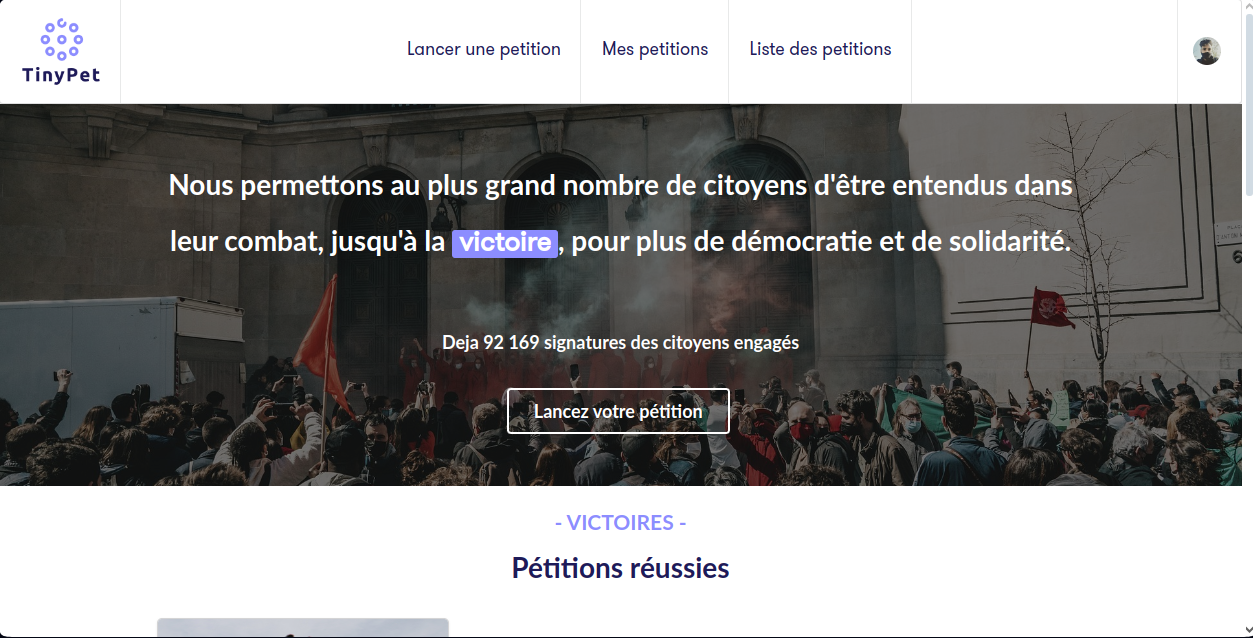 TinyPet
Lancer une petition
Mes petitions
Liste des petitions
Nous permettons au plus grand nombre de citoyens d'être entendus dans
leur combat, jusqu'à la victoire, pour plus de démocratie et de solidarité.
Deja 92 169 signatures des citoyens engagés
Lancez votre pétition
- VICTOIRES -
Pétitions réussies